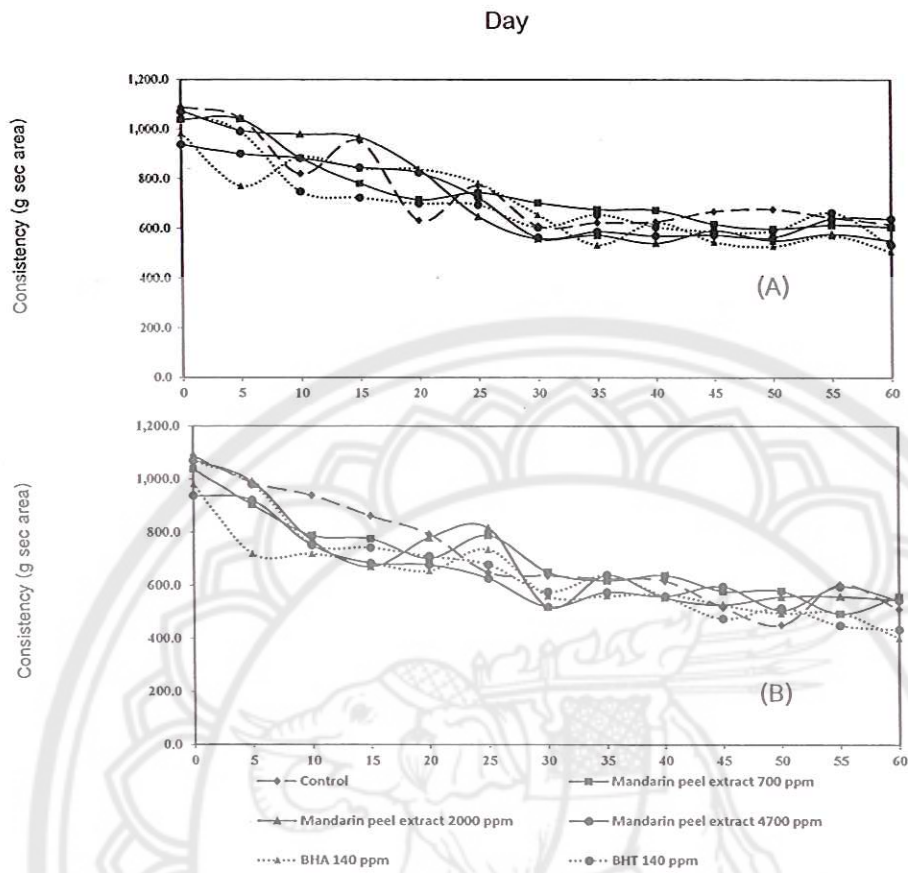 Day
Consistency (g sec area)
1,200.0
1,000.0
800.0
600.0
400.0
200.0
0.0
(A)
0 5 10 15 20 25 30 35 40 45 50 55 60
Consistency (g sec area)
1,200.0
1,000.0
800.0
600.0
400.0
200.0
0.0
(B)
0 5 10 15 20 25 30 35 40 45 50 55 60
Control Mandarin peel extract 700 ppm
Mandarin peel extract 2000 ppm Mandarin peel extract 4700 ppm
BHA 140 ppm BHT 140 ppm